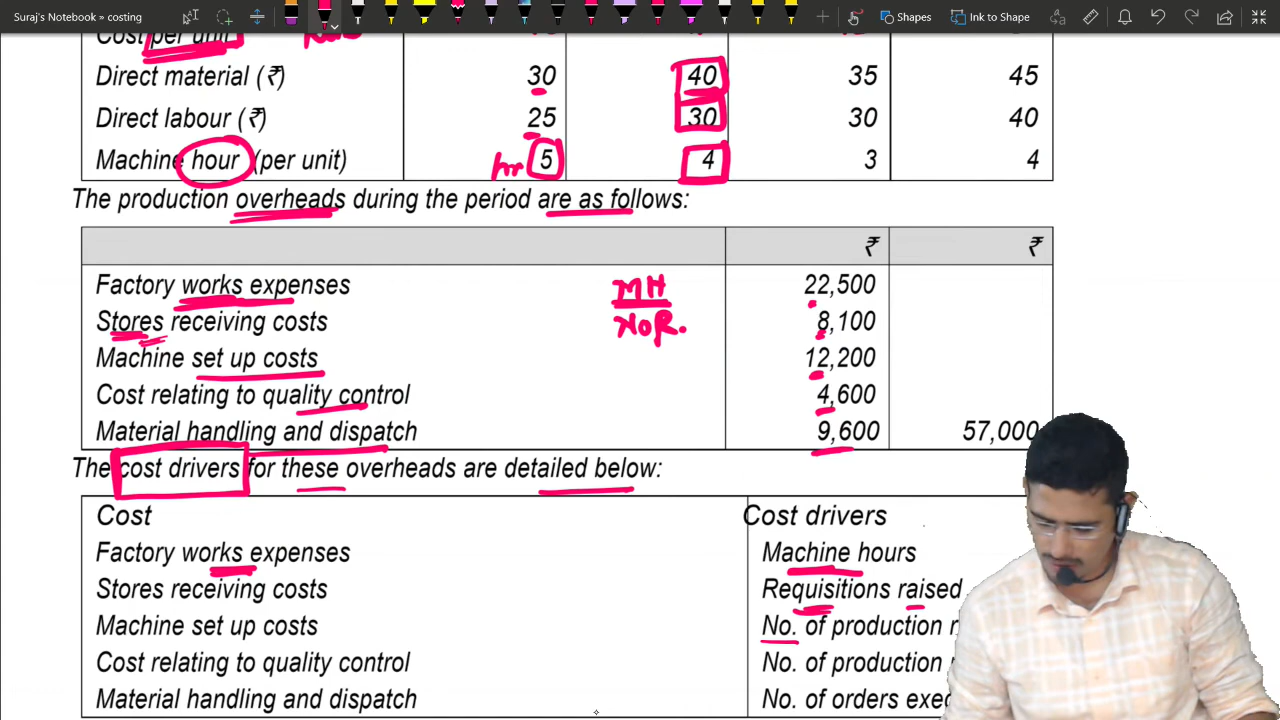 Suraj's Notebook » costing
Shapes
Ink to Shape
Cost per unit
Direct material (₹) 30 40 35 45
Direct labour (₹) 25 30 30 40
Machine hour (per unit) hr 5 4 3 4
The production overheads during the period are as follows:
₹ ₹
Factory works expenses MH 22,500
Stores receiving costs NOR. 8,100
Machine set up costs 12,200
Cost relating to quality control 4,600
Material handling and dispatch 9,600 57,000
The cost drivers for these overheads are detailed below:
Cost Cost drivers
Factory works expenses Machine hours
Stores receiving costs Requisitions raised
Machine set up costs No. of production
Cost relating to quality control No. of production
Material handling and dispatch No. of orders